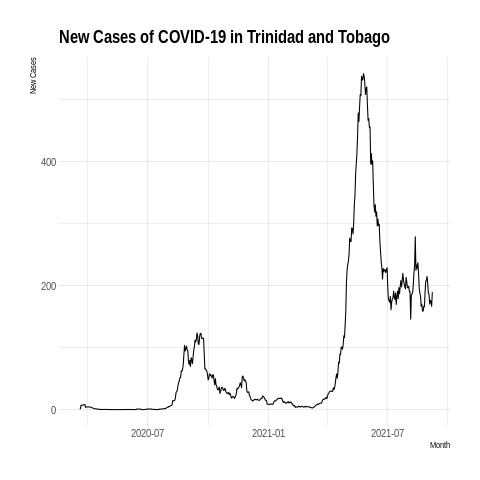 New Cases of COVID-19 in Trinidad and Tobago
New Cases
400
200
0
2020-07
2021-01
2021-07
Month